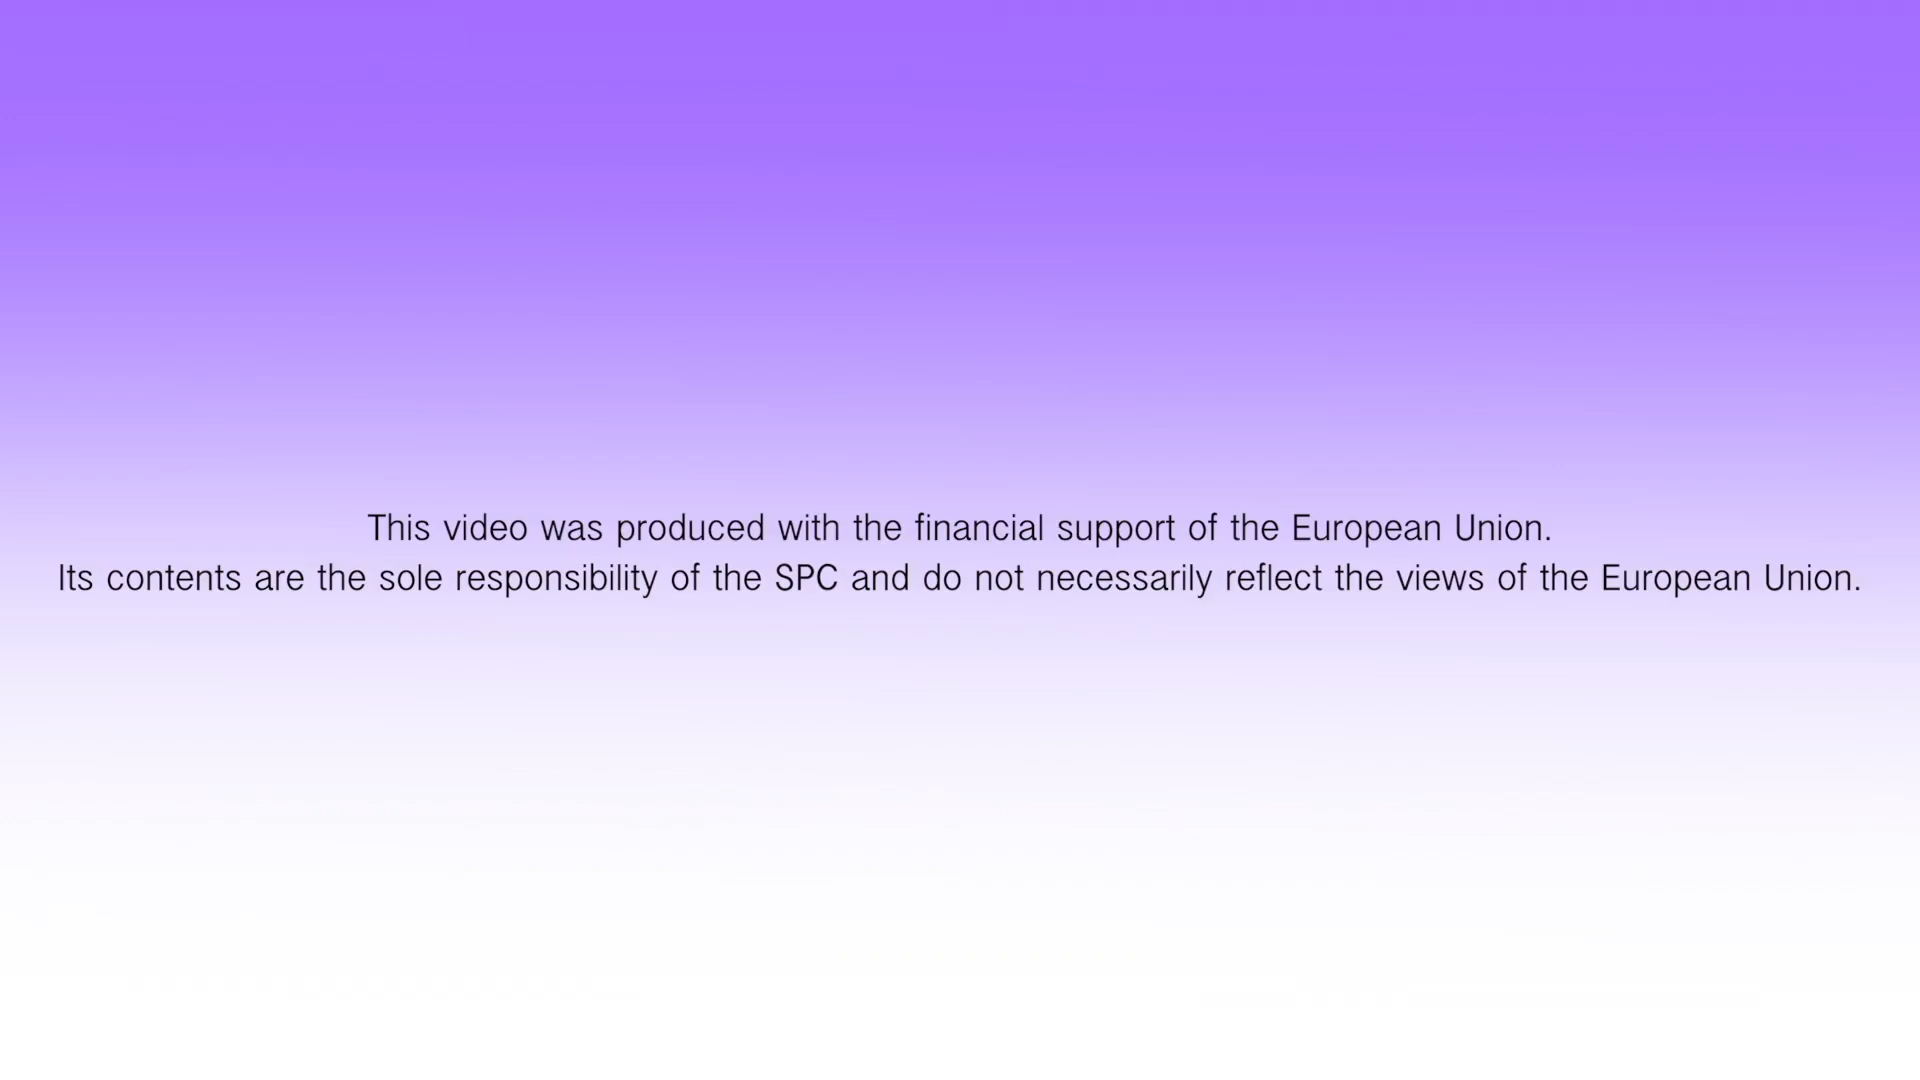 This video was produced with the financial support of the European Union.
Its contents are the sole responsibility of the SPC and do not necessarily reflect the views of the European Union.